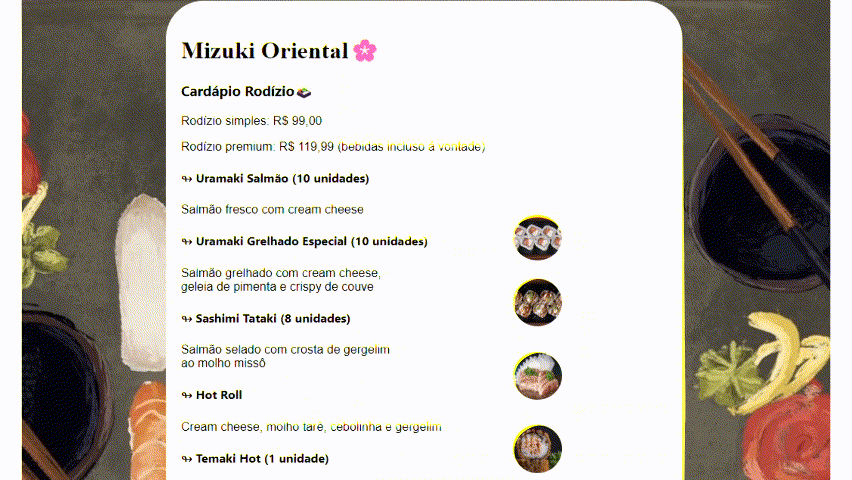 Mizuki Oriental 🌸
Cardápio Rodízio 🍣
Rodízio simples: R$ 99,00
Rodízio premium: R$ 119,99 (bebidas incluso a vontade)
↬ Uramaki Salmão (10 unidades)
Salmão fresco com cream cheese
↬ Uramaki Grelhado Especial (10 unidades)
Salmão grelhado com cream cheese,
geleia de pimenta e crispy de couve
↬ Sashimi Tataki (8 unidades)
Salmão selado com crosta de gergelim
ao molho missô
↬ Hot Roll
Cream cheese, molho tarê, cebolinha e gergelim
↬ Temaki Hot (1 unidade)